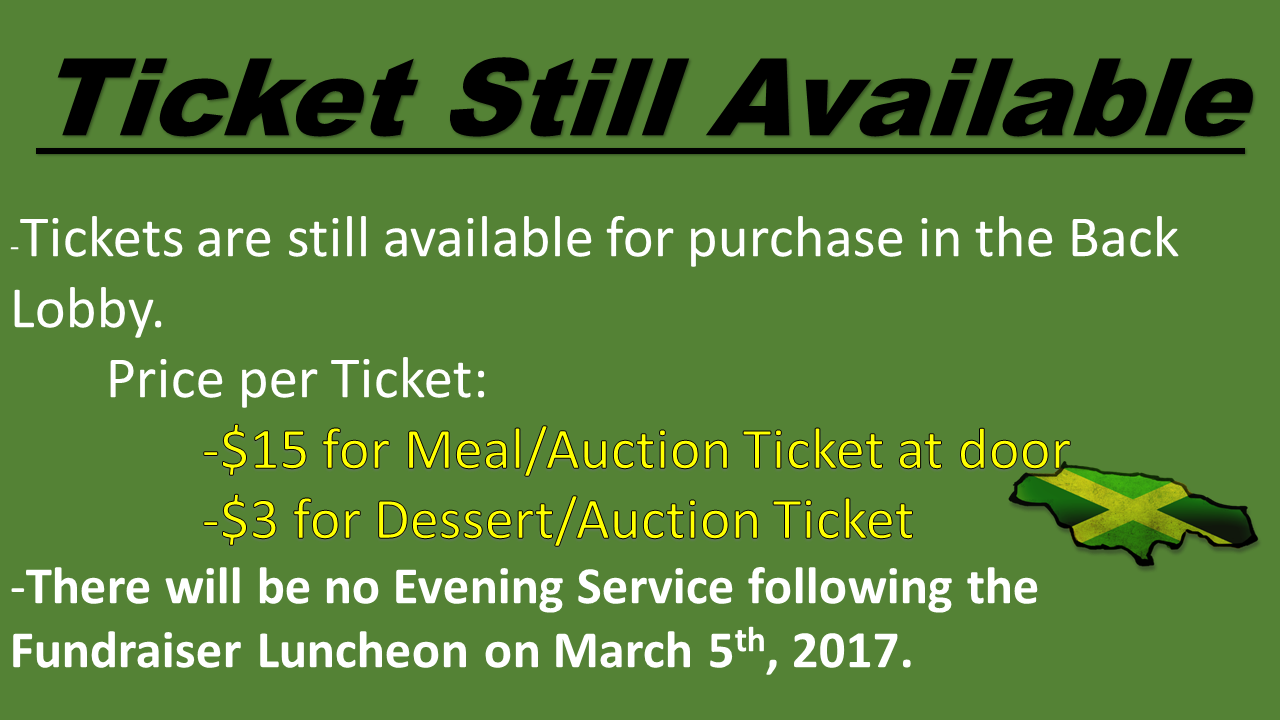 Ticket Still Available
-Tickets are still available for purchase in the Back
Lobby.
Price per Ticket:
-$15 for Meal/Auction Ticket at door
-$3 for Dessert/Auction Ticket
-There will be no Evening Service following the
Fundraiser Luncheon on March 5th, 2017.